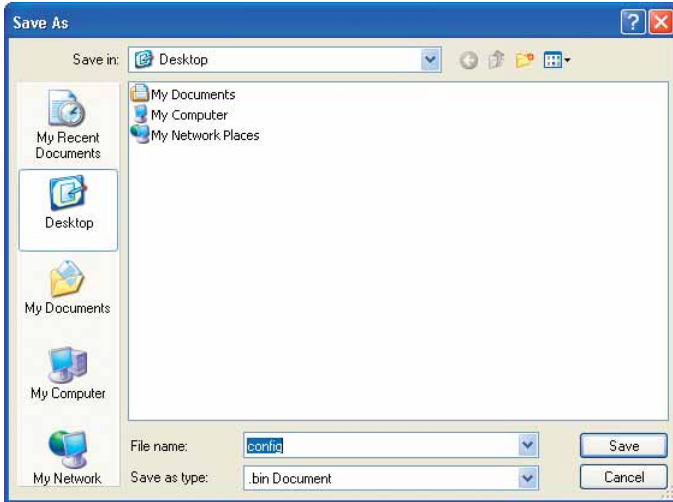 Save As
Save in: Desktop
My Documents
My Computer
My Network Places
My Recent
Documents
Desktop
My Documents
My Computer
My Network
File name: config
Save as type: .bin Document
Save
Cancel